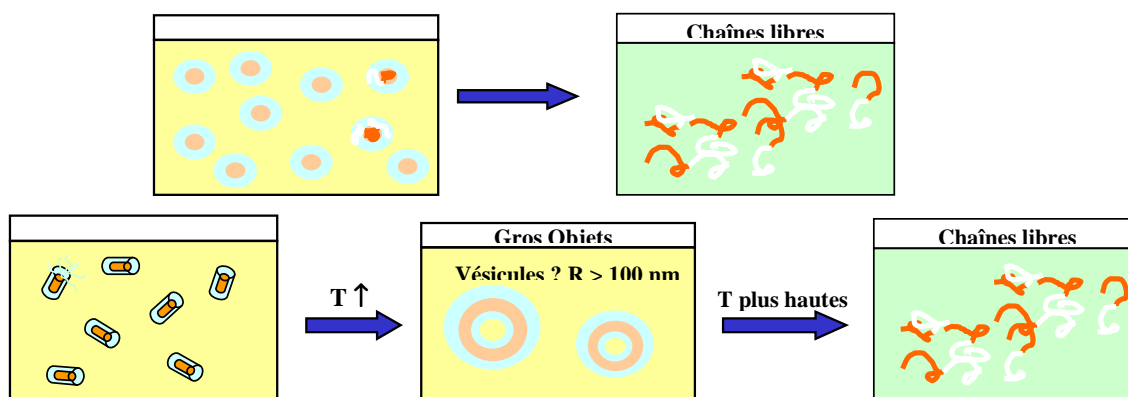 Chaînes libres
Gros Objets
Chaînes libres
Vésicules ? R > 100 nm
T ↑
T plus hautes